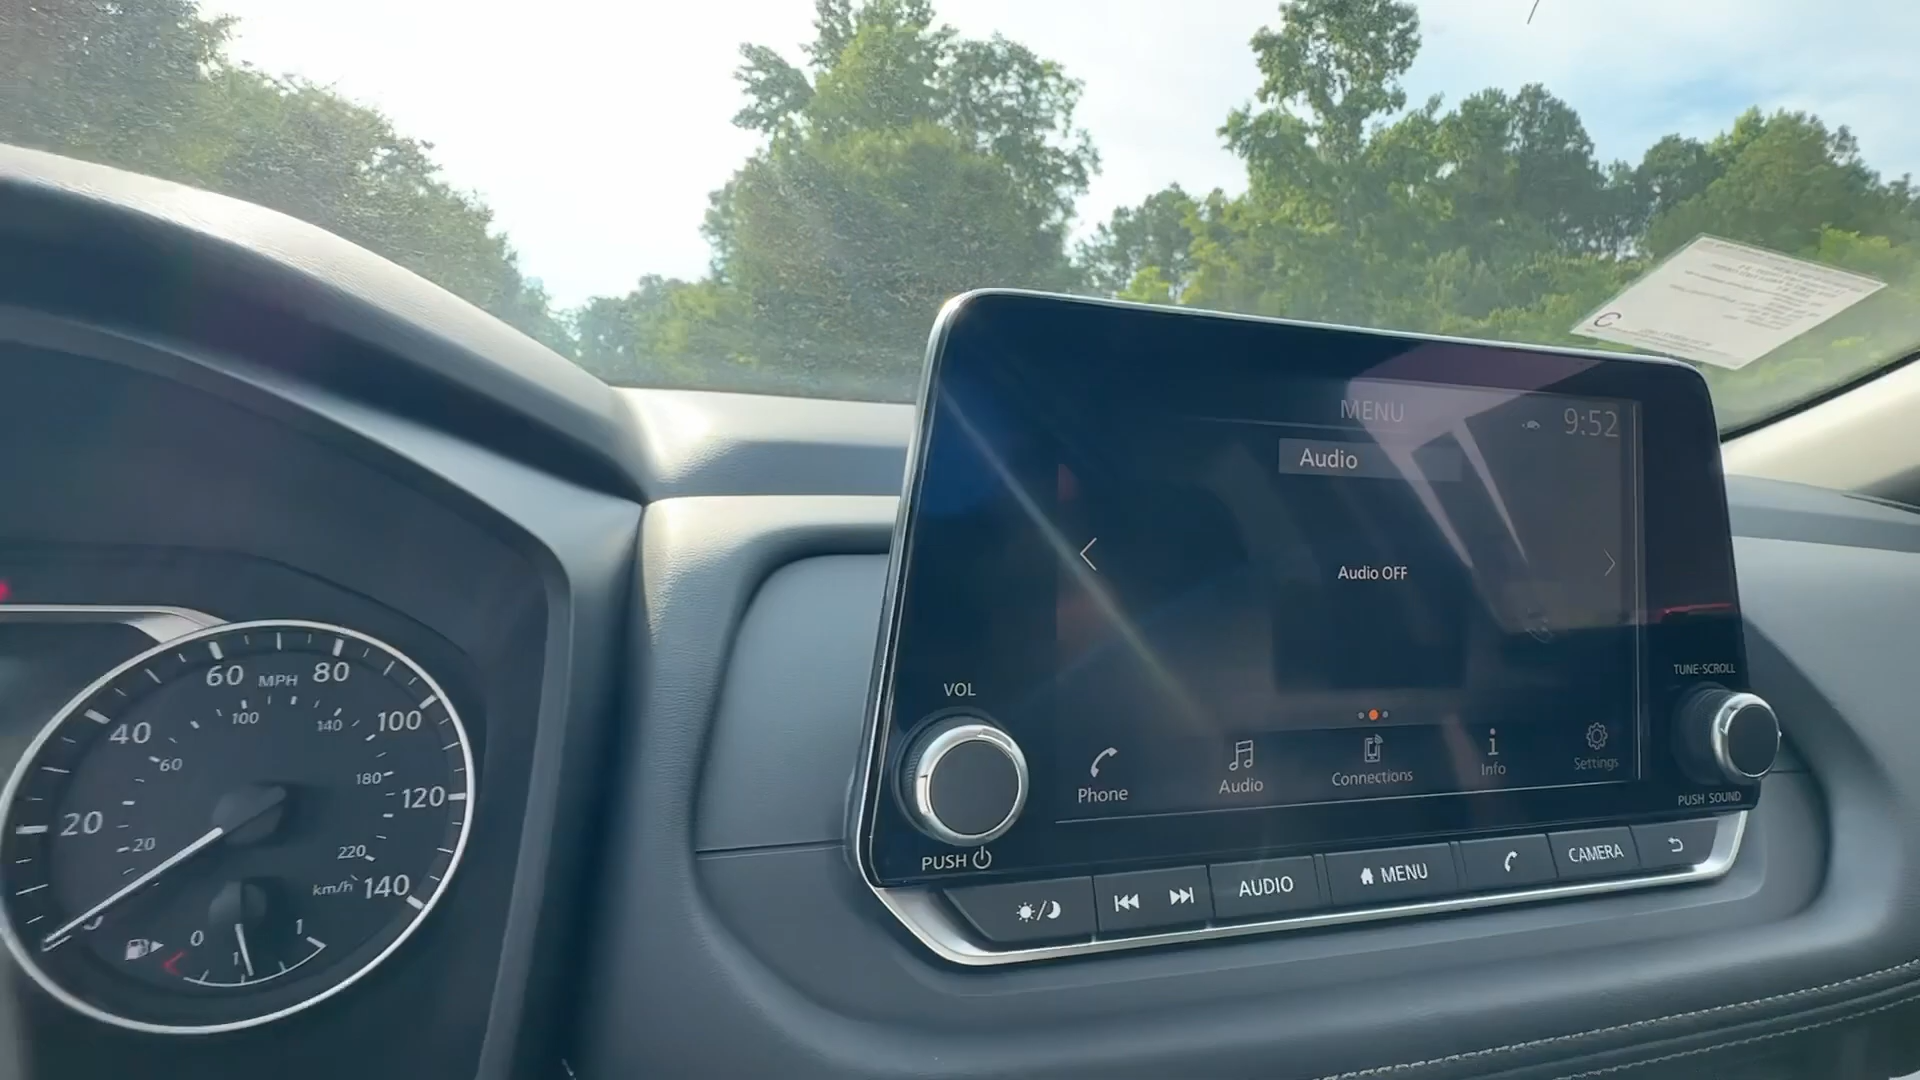 60 MPH 80
40
100
20
120
140
100
140
60
180
20
220
km/h
0
0
1
MENU
9:52
Audio
Audio OFF
VOL
PUSH
TUNE·SCROLL
PUSH SOUND
Phone
Audio
Connections
Info
Settings
AUDIO
MENU
CAMERA
C